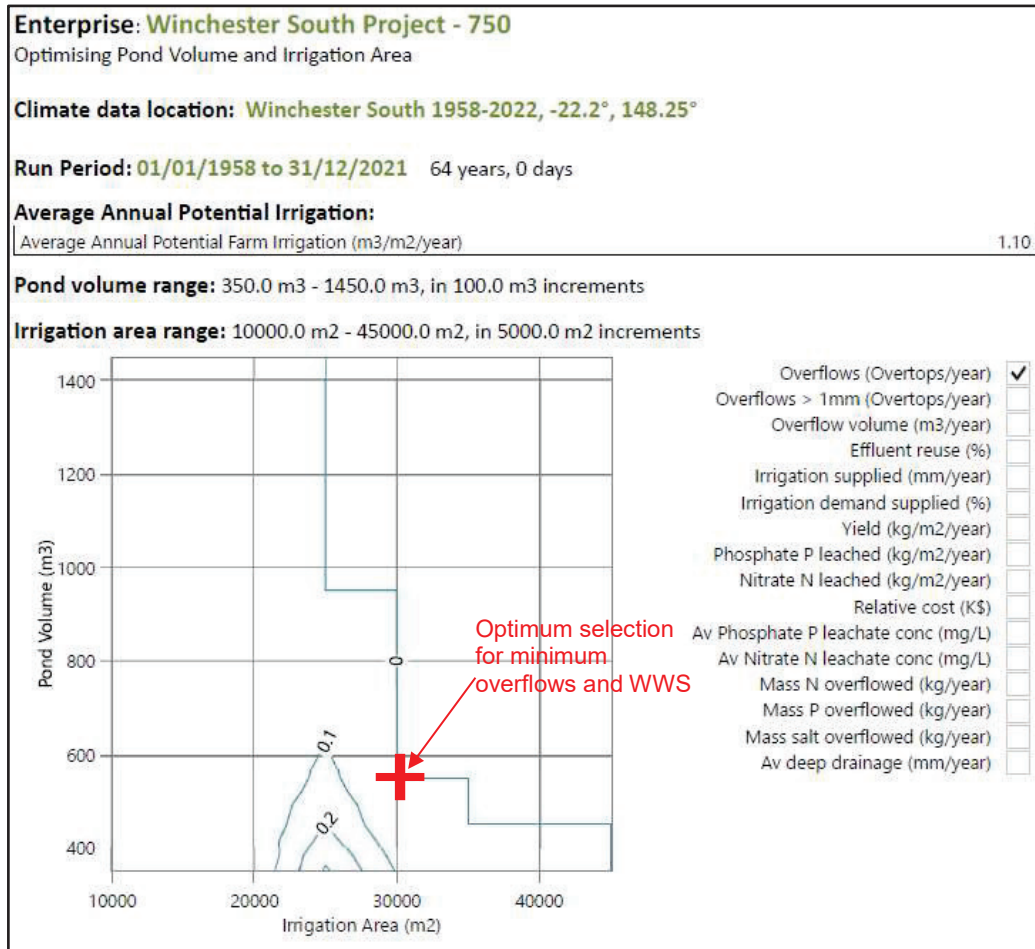 Enterprise: Winchester South Project - 750
Optimising Pond Volume and Irrigation Area
Climate data location: Winchester South 1958-2022, -22.2°, 148.25°
Run Period: 01/01/1958 to 31/12/2021 64 years, 0 days
Average Annual Potential Irrigation:
Average Annual Potential Farm Irrigation (m3/m2/year) 1.10
Pond volume range: 350.0 m3 - 1450.0 m3, in 100.0 m3 increments
Irrigation area range: 10000.0 m2 - 45000.0 m2, in 5000.0 m2 increments
1400
1200
1000
800
600
400
Pond Volume (m3)
10000
20000
30000
40000
Irrigation Area (m2)
0
0.1
0.2
Optimum selection
for minimum
overflows and WWS
Overflows (Overtops/year)
Overflows > 1mm (Overtops/year)
Overflow volume (m3/year)
Effluent reuse (%)
Irrigation supplied (mm/year)
Irrigation demand supplied (%)
Yield (kg/m2/year)
Phosphate P leached (kg/m2/year)
Nitrate N leached (kg/m2/year)
Relative cost (K$)
Av Phosphate P leachate conc (mg/L)
Av Nitrate N leachate conc (mg/L)
Mass N overflowed (kg/year)
Mass P overflowed (kg/year)
Mass salt overflowed (kg/year)
Av deep drainage (mm/year)